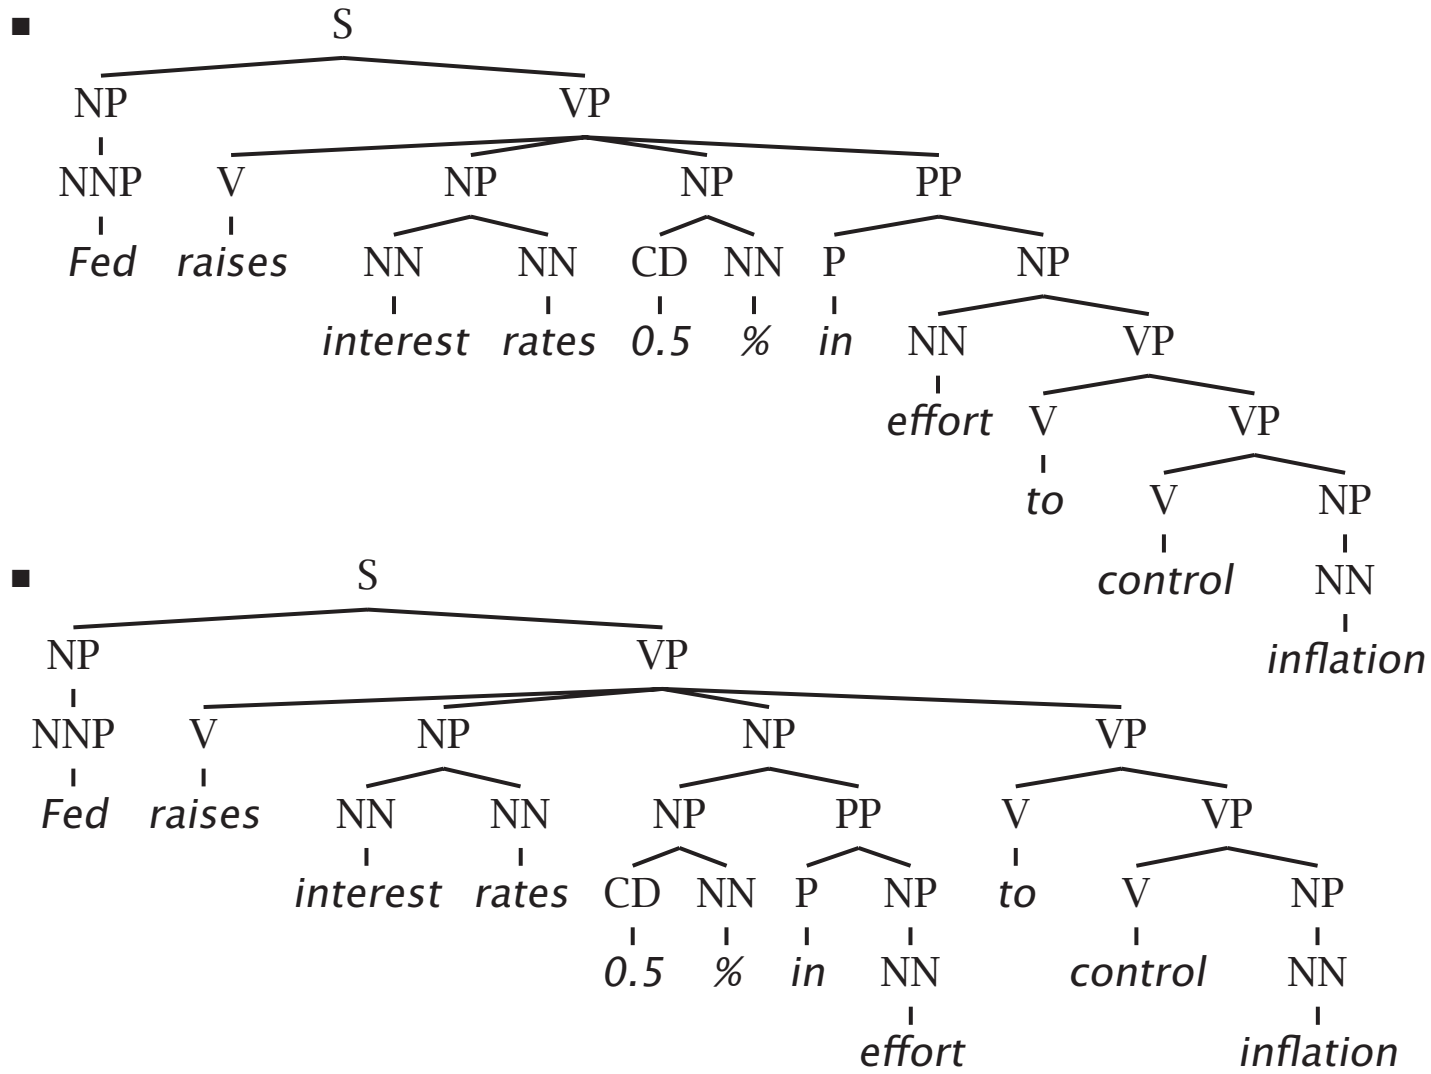 ■ S
NP VP
NNP V NP NP PP
Fed raises NN NN CD NN P NP
interest rates 0.5 % in NN VP
effort V VP
to V NP
control NN
inflation
■ S
NP VP
NNP V NP NP VP
Fed raises NN NN NP PP V VP
interest rates CD NN P NP to V NP
0.5 % in NN control NN
effort inflation